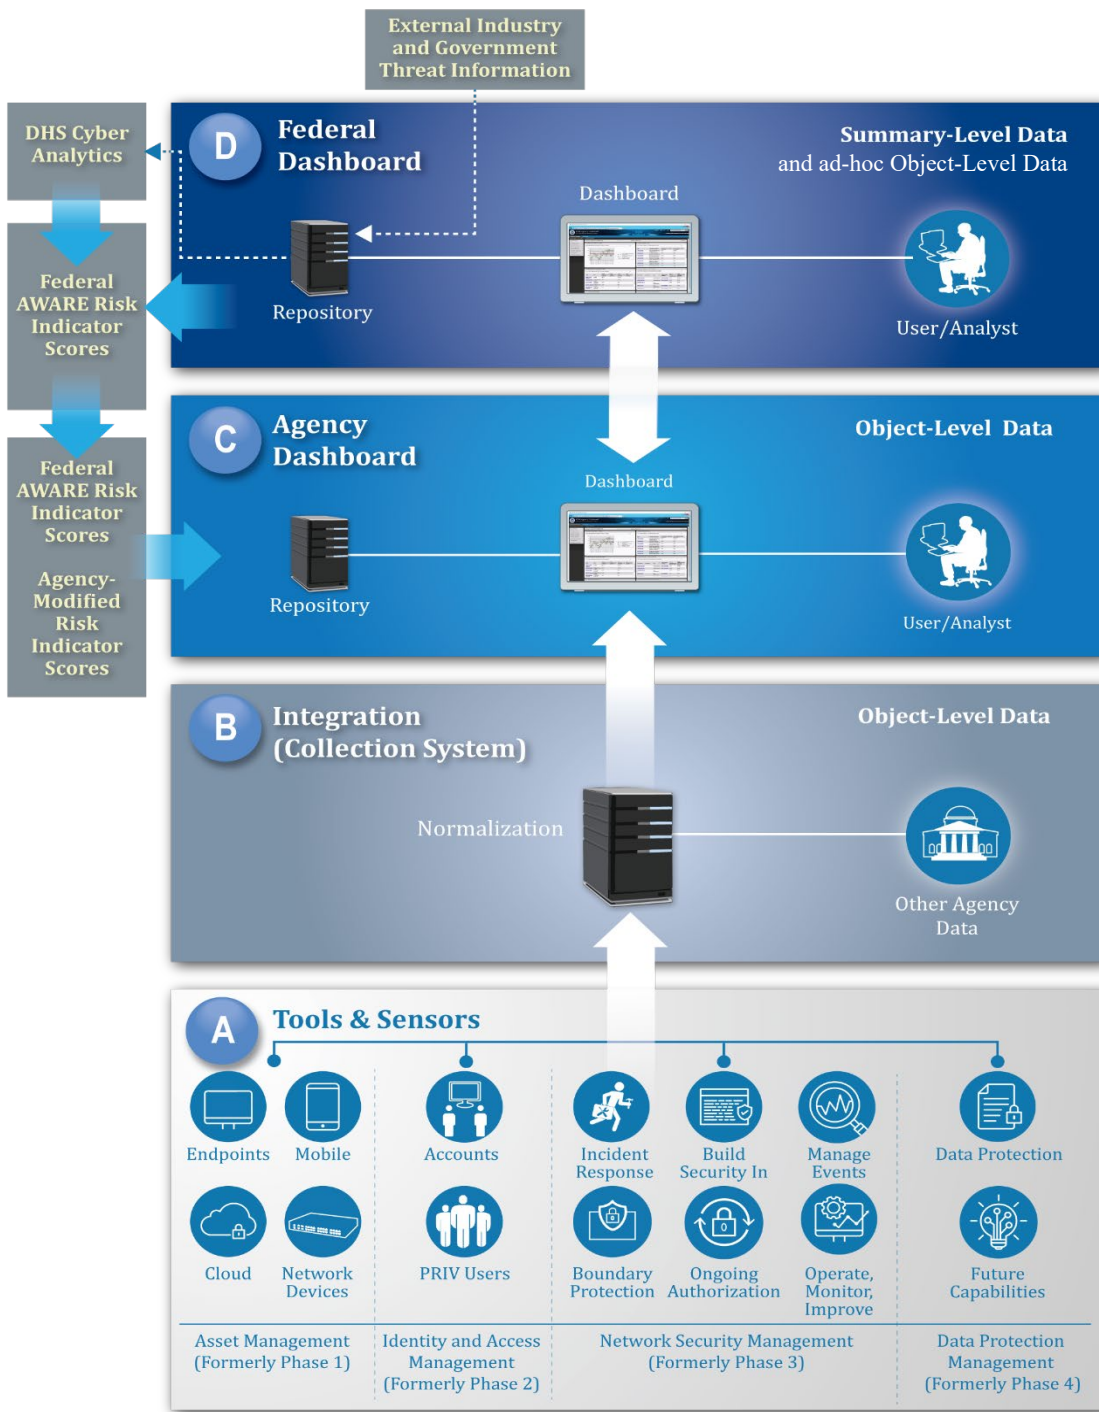 External Industry
and Government
Threat Information
DHS Cyber
Analytics
D
Federal
Dashboard
Summary-Level Data
and ad-hoc Object-Level Data
Dashboard
Repository
User/Analyst
Federal
AWARE Risk
Indicator
Scores
C
Agency
Dashboard
Object-Level Data
Dashboard
Repository
User/Analyst
Federal
AWARE Risk
Indicator
Scores
Agency-
Modified
Risk
Indicator
Scores
B
Integration
(Collection System)
Object-Level Data
Normalization
Other Agency
Data
A
Tools & Sensors
Endpoints
Mobile
Accounts
Incident
Response
Build
Security In
Manage
Events
Data Protection
Cloud
Network
Devices
PRIV Users
Boundary
Protection
Ongoing
Authorization
Operate,
Monitor,
Improve
Future
Capabilities
Asset Management
(Formerly Phase 1)
Identity and Access
Management
(Formerly Phase 2)
Network Security Management
(Formerly Phase 3)
Data Protection
Management
(Formerly Phase 4)